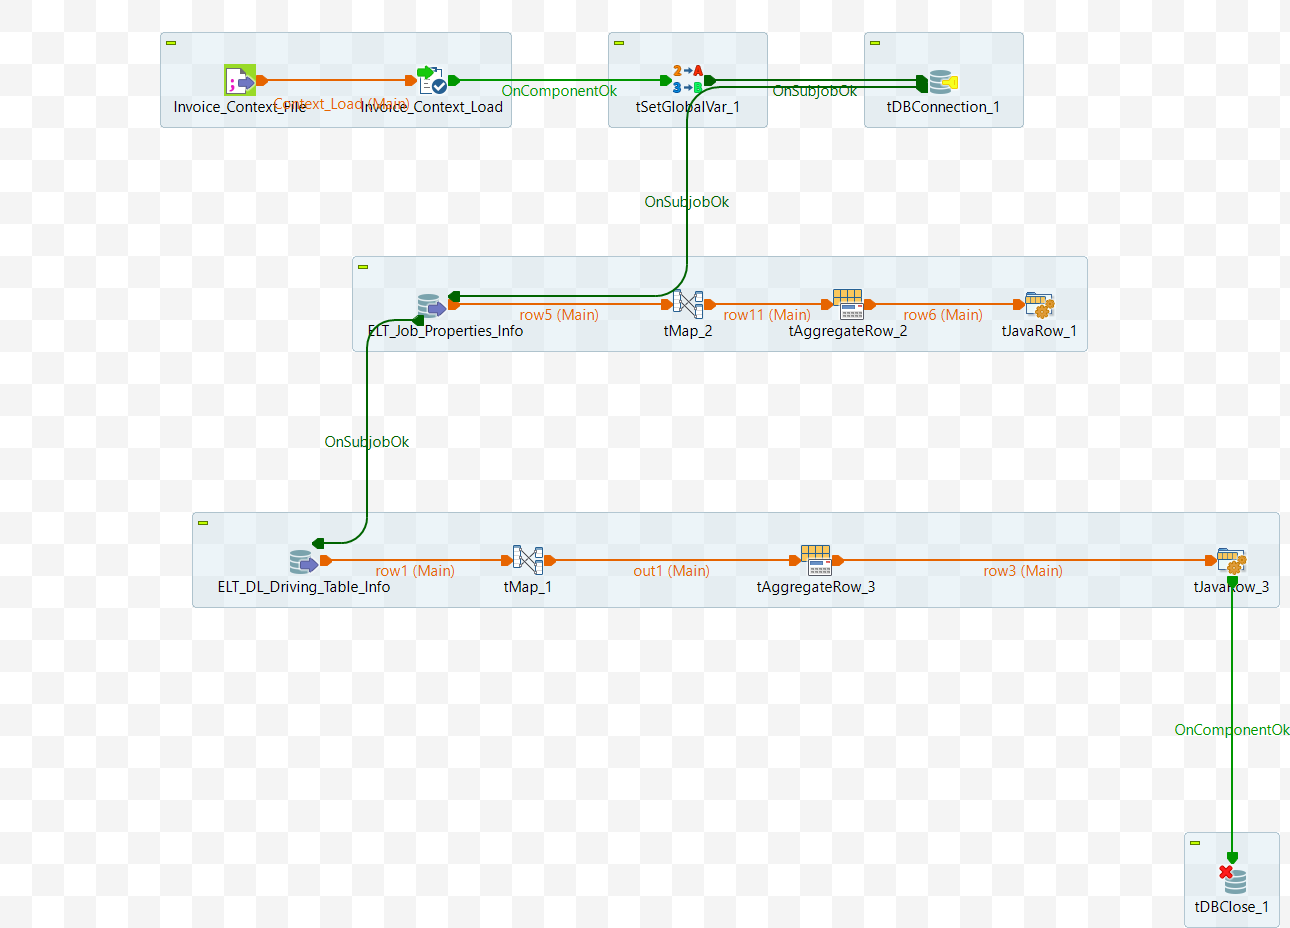 Invoice_Context_File
Context_Load (Main)
Invoice_Context_Load
OnComponentOk
tSetGlobalVar_1
OnSubjobOk
tDBConnection_1
OnSubjobOk
ELT_Job_Properties_Info
row5 (Main)
tMap_2
row11 (Main)
tAggregateRow_2
row6 (Main)
tJavaRow_1
OnSubjobOk
ELT_DL_Driving_Table_Info
row1 (Main)
tMap_1
out1 (Main)
tAggregateRow_3
row3 (Main)
tJavaRow_3
OnComponentOk
tDBClose_1